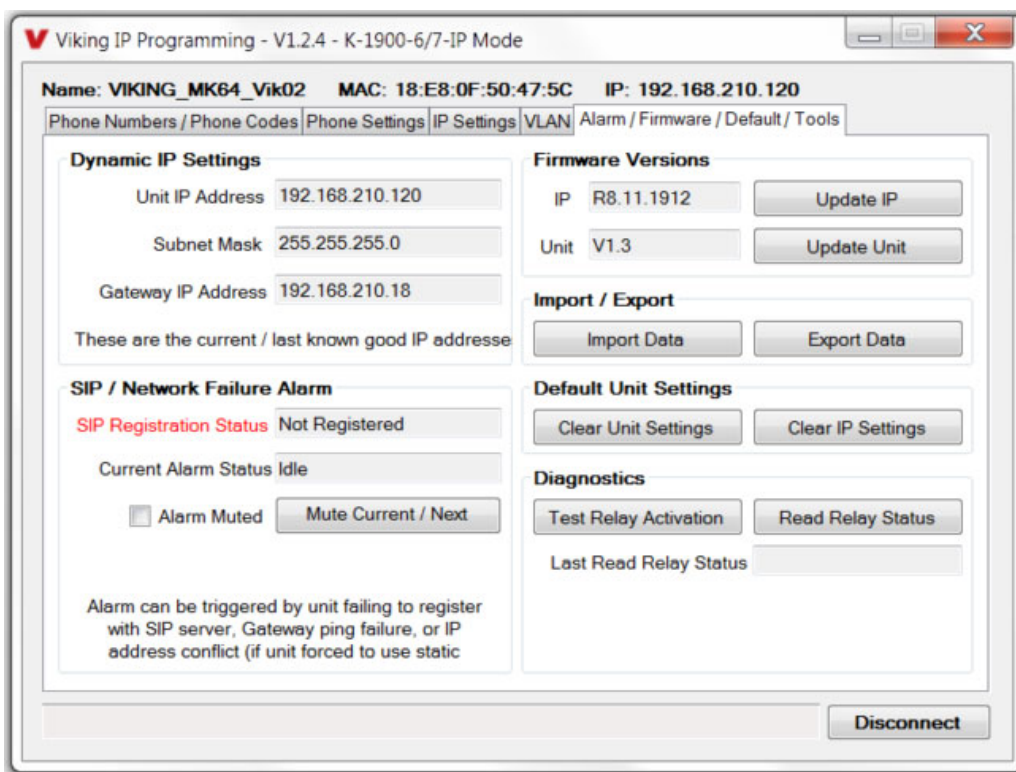 Viking IP Programming - V1.2.4 - K-1900-6/7-IP Mode
Name: VIKING_MK64_Vik02 MAC: 18:E8:0F:50:47:5C IP: 192.168.210.120
Phone Numbers / Phone Codes Phone Settings IP Settings VLAN Alarm / Firmware / Default / Tools
Dynamic IP Settings
Unit IP Address 192.168.210.120
Subnet Mask 255.255.255.0
Gateway IP Address 192.168.210.18
These are the current / last known good IP addresse
SIP / Network Failure Alarm
SIP Registration Status Not Registered
Current Alarm Status Idle
Alarm Muted Mute Current / Next
Alarm can be triggered by unit failing to register
with SIP server, Gateway ping failure, or IP
address conflict (if unit forced to use static
Firmware Versions
IP R8.11.1912 Update IP
Unit V1.3 Update Unit
Import / Export
Import Data Export Data
Default Unit Settings
Clear Unit Settings Clear IP Settings
Diagnostics
Test Relay Activation Read Relay Status
Last Read Relay Status
Disconnect